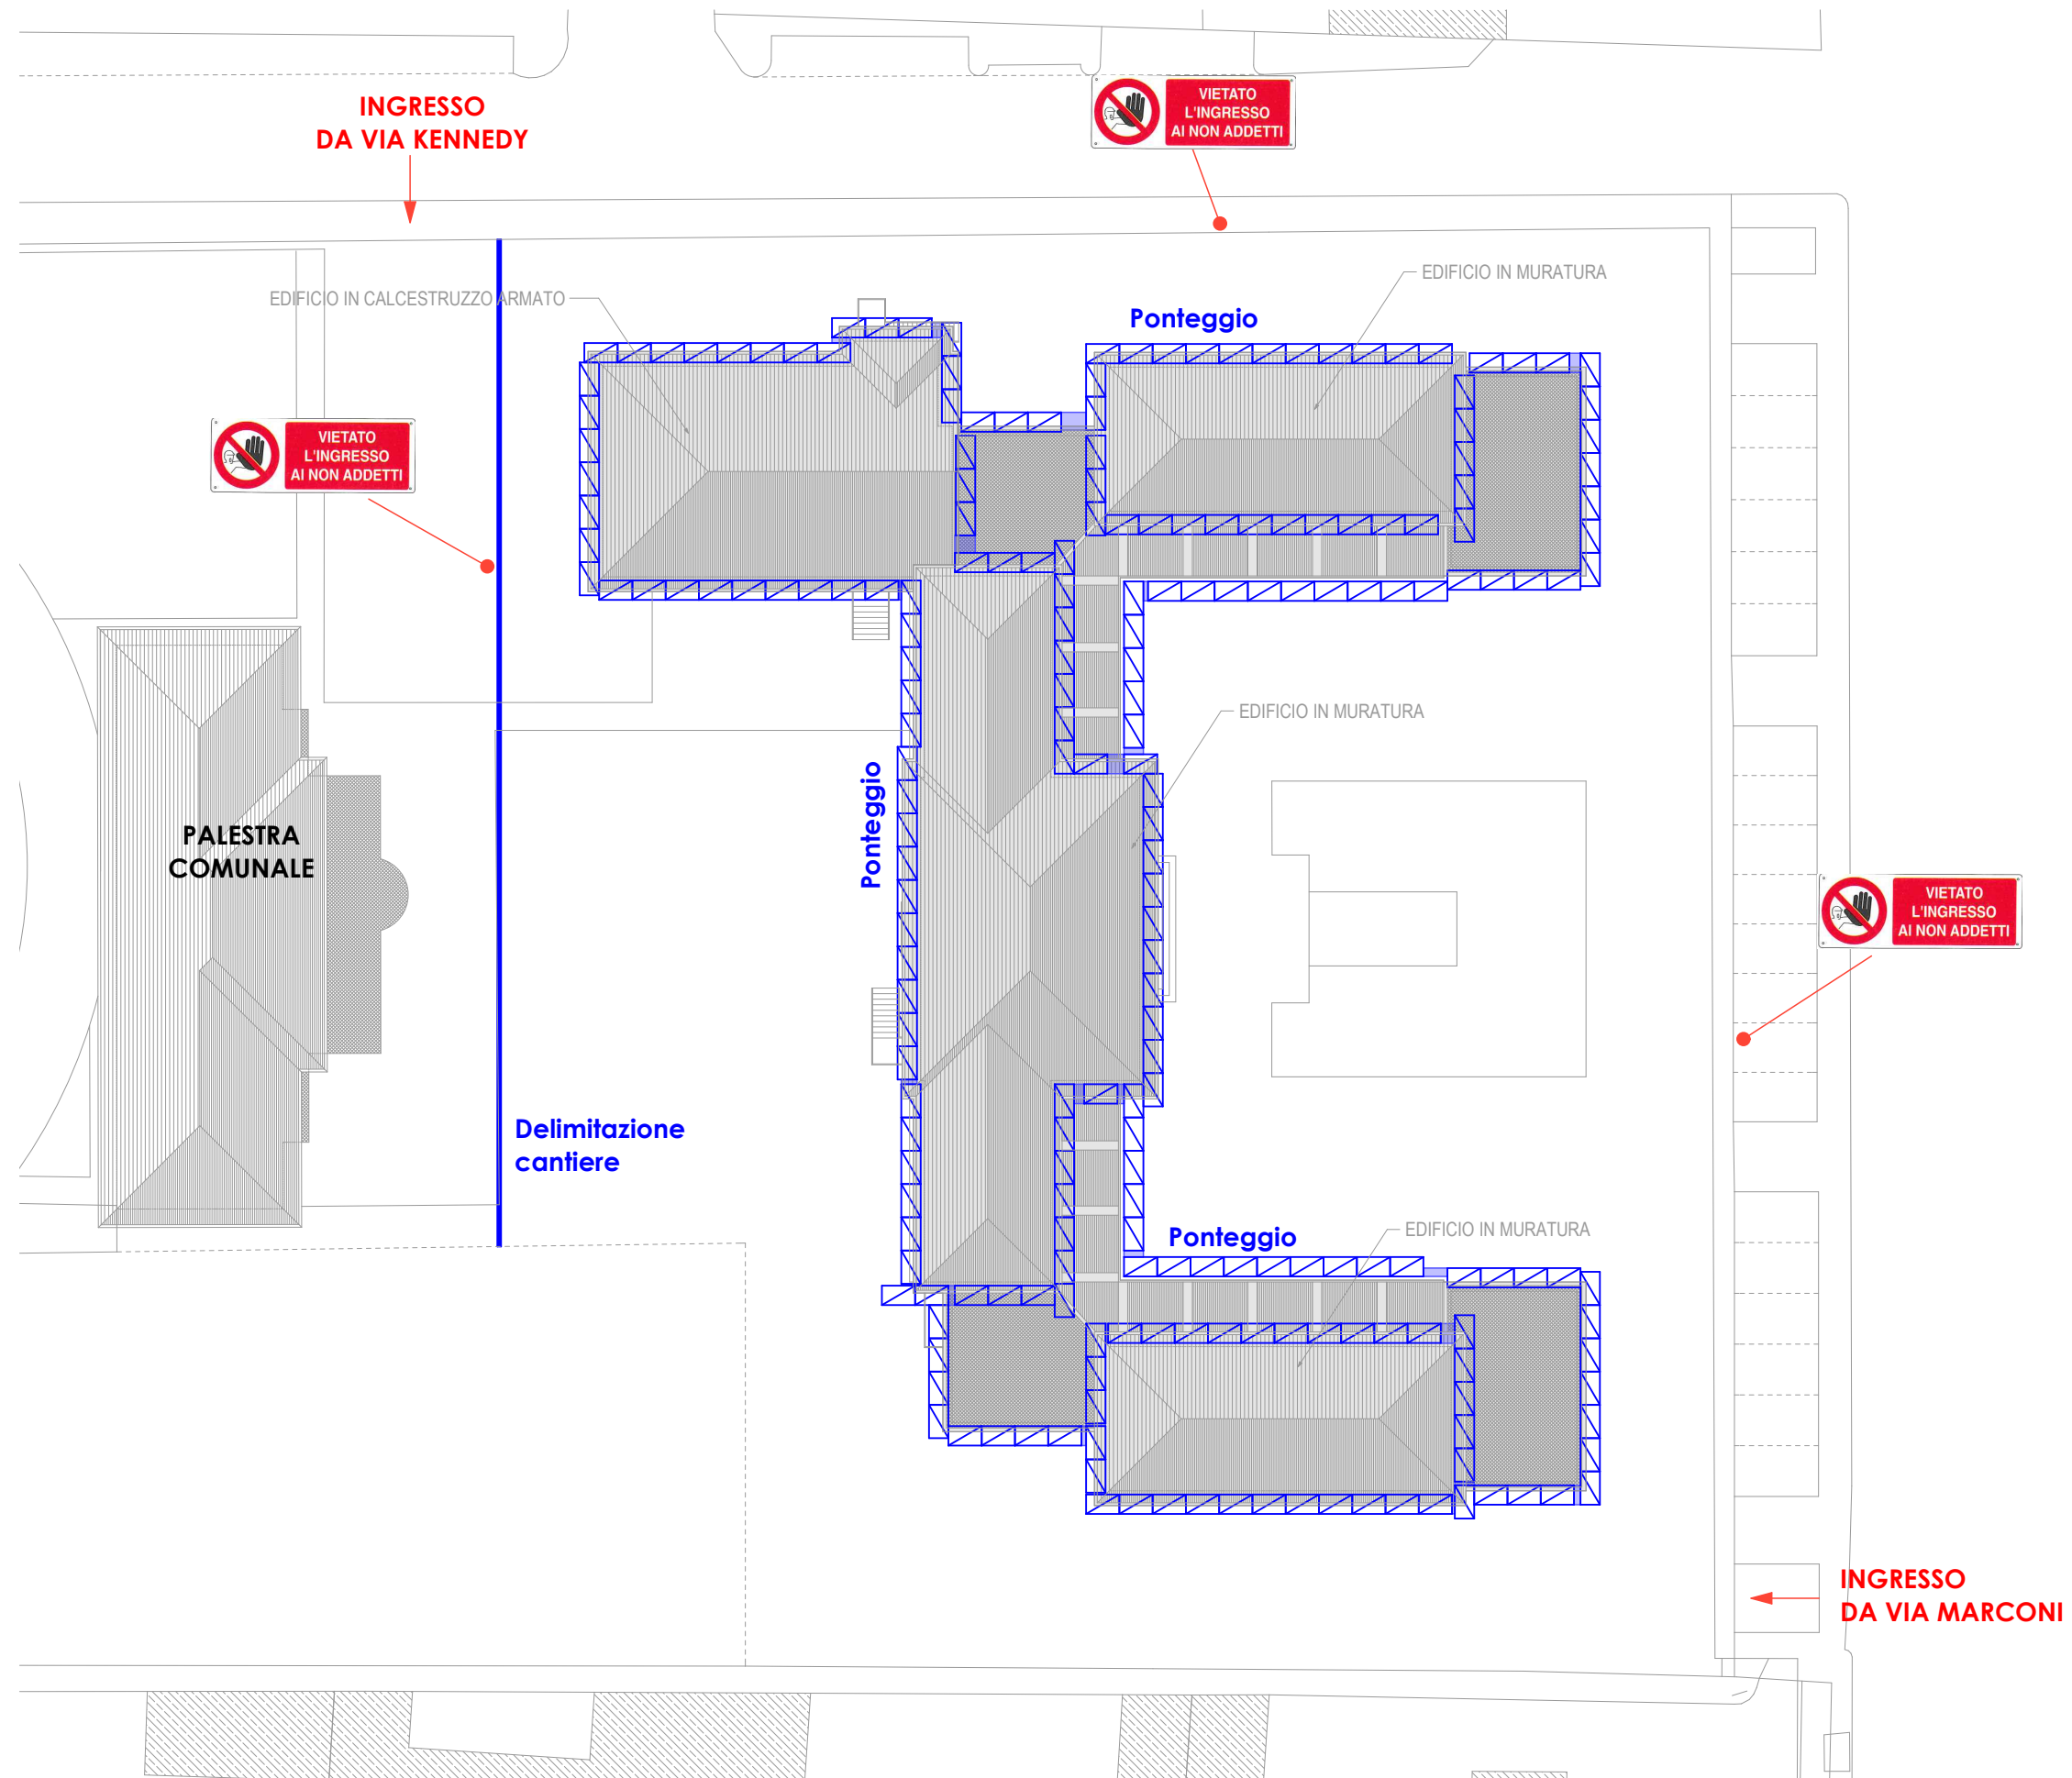 INGRESSO
DA VIA KENNEDY
VIETATO
L'INGRESSO
AI NON ADDETTI
EDIFICIO IN CALCESTRUZZO ARMATO
EDIFICIO IN MURATURA
Ponteggio
VIETATO
L'INGRESSO
AI NON ADDETTI
EDIFICIO IN MURATURA
Ponteggio
PALESTRA
COMUNALE
VIETATO
L'INGRESSO
AI NON ADDETTI
Delimitazione
cantiere
Ponteggio
EDIFICIO IN MURATURA
INGRESSO
DA VIA MARCONI